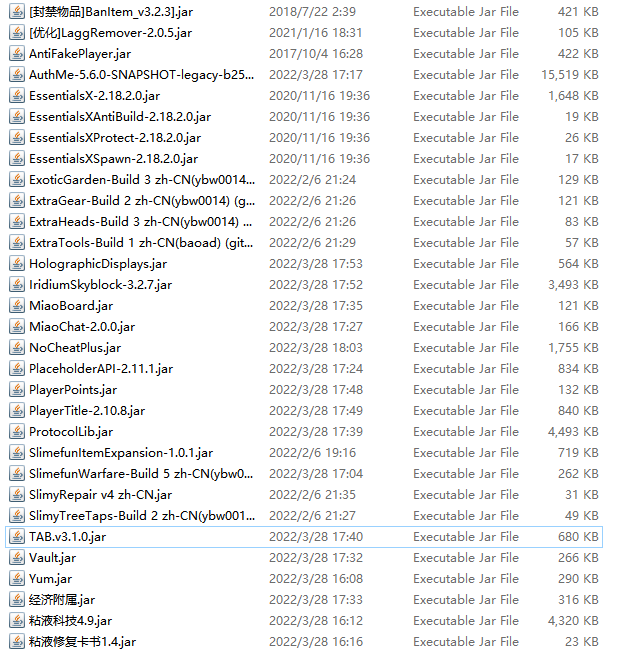 [封禁物品]BanItem_v3.2.3].jar 2018/7/22 2:39 Executable Jar File 421 KB
[优化]LaggRemover-2.0.5.jar 2021/1/16 18:31 Executable Jar File 105 KB
AntiFakePlayer.jar 2017/10/4 16:28 Executable Jar File 422 KB
AuthMe-5.6.0-SNAPSHOT-legacy-b25... 2022/3/28 17:17 Executable Jar File 15,519 KB
EssentialsX-2.18.2.0.jar 2020/11/16 19:36 Executable Jar File 1,648 KB
EssentialsXAntiBuild-2.18.2.0.jar 2020/11/16 19:36 Executable Jar File 19 KB
EssentialsXProtect-2.18.2.0.jar 2020/11/16 19:36 Executable Jar File 26 KB
EssentialsXSpawn-2.18.2.0.jar 2020/11/16 19:36 Executable Jar File 17 KB
ExoticGarden-Build 3 zh-CN(ybw0014... 2022/2/6 21:24 Executable Jar File 129 KB
ExtraGear-Build 2 zh-CN(ybw0014) (g... 2022/2/6 21:26 Executable Jar File 121 KB
ExtraHeads-Build 3 zh-CN(ybw0014) ... 2022/2/6 21:26 Executable Jar File 83 KB
ExtraTools-Build 1 zh-CN(baoad) (git... 2022/2/6 21:29 Executable Jar File 57 KB
HolographicDisplays.jar 2022/3/28 17:53 Executable Jar File 564 KB
IridiumSkyblock-3.2.7.jar 2022/3/28 17:52 Executable Jar File 3,493 KB
MiaoBoard.jar 2022/3/28 17:35 Executable Jar File 121 KB
MiaoChat-2.0.0.jar 2022/3/28 17:27 Executable Jar File 166 KB
NoCheatPlus.jar 2022/3/28 18:03 Executable Jar File 1,755 KB
PlaceholderAPI-2.11.1.jar 2022/3/28 17:24 Executable Jar File 834 KB
PlayerPoints.jar 2022/3/28 17:48 Executable Jar File 132 KB
PlayerTitle-2.10.8.jar 2022/3/28 17:49 Executable Jar File 840 KB
ProtocolLib.jar 2022/3/28 17:39 Executable Jar File 4,493 KB
SlimefunItemExpansion-1.0.1.jar 2022/2/6 19:16 Executable Jar File 719 KB
SlimefunWarfare-Build 5 zh-CN(ybw0... 2022/3/28 17:04 Executable Jar File 262 KB
SlimyRepair v4 zh-CN.jar 2022/2/6 21:35 Executable Jar File 31 KB
SlimyTreeTaps-Build 2 zh-CN(ybw001... 2022/2/6 21:27 Executable Jar File 49 KB
TAB.v3.1.0.jar 2022/3/28 17:40 Executable Jar File 680 KB
Vault.jar 2022/3/28 17:32 Executable Jar File 266 KB
Yum.jar 2022/3/28 16:08 Executable Jar File 290 KB
经济附属.jar 2022/3/28 17:33 Executable Jar File 316 KB
粘液科技4.9.jar 2022/3/28 16:12 Executable Jar File 4,320 KB
粘液修复卡书1.4.jar 2022/3/28 16:16 Executable Jar File 23 KB